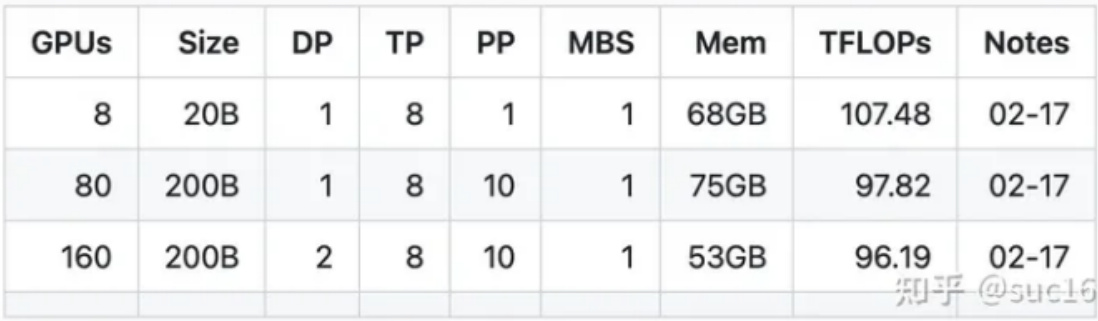 GPUs Size DP TP PP MBS Mem TFLOPs Notes
8 20B 1 8 1 1 68GB 107.48 02-17
80 200B 1 8 10 1 75GB 97.82 02-17
160 200B 2 8 10 1 53GB 96.19 02-17
知乎 @suc16